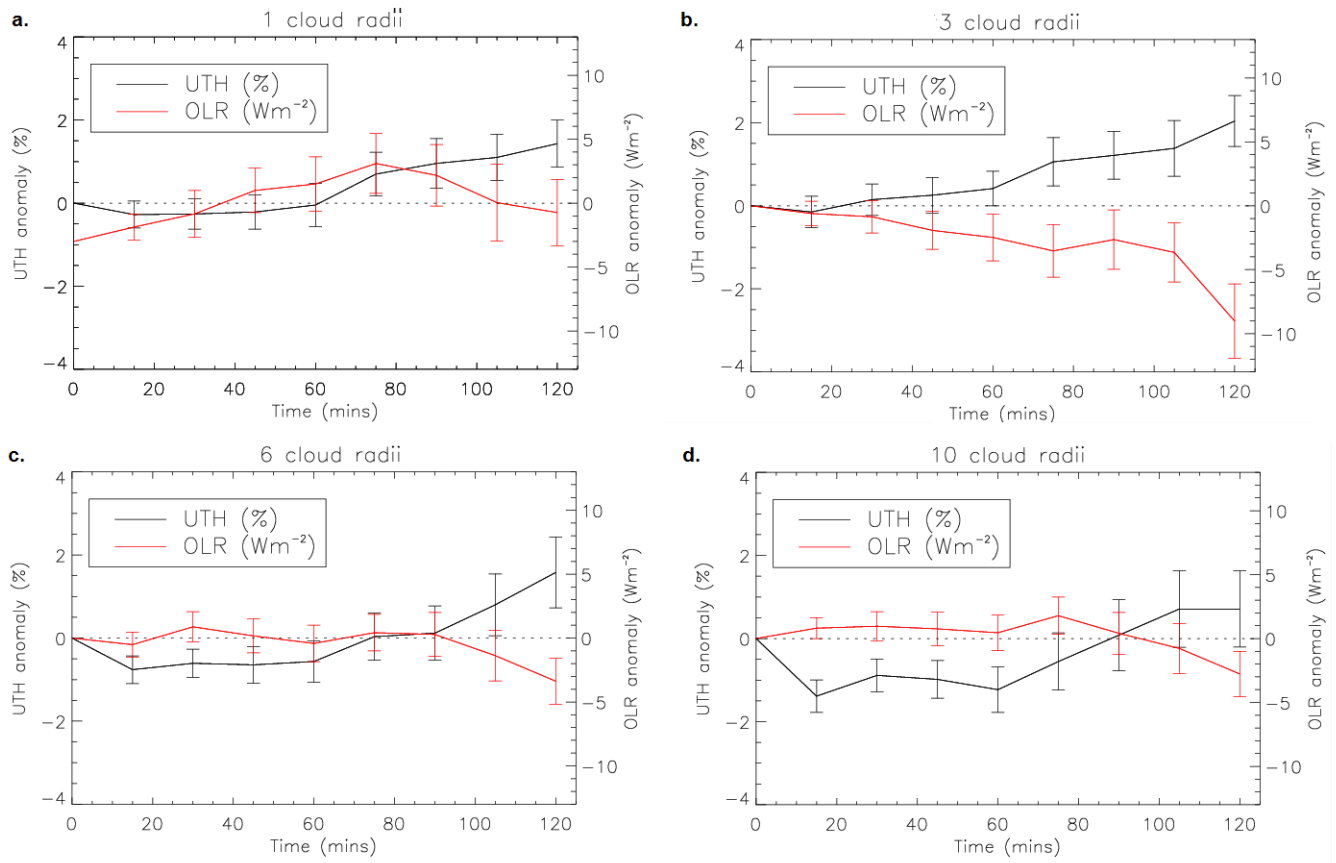 a.
1 cloud radii
UTH (%)
OLR (Wm⁻²)
UTH anomaly (%)
OLR anomaly (Wm⁻²)
4
2
0
−2
−4
10
5
0
−5
−10
0 20 40 60 80 100 120
Time (mins)
b.
3 cloud radii
UTH (%)
OLR (Wm⁻²)
UTH anomaly (%)
OLR anomaly (Wm⁻²)
4
2
0
−2
−4
10
5
0
−5
−10
0 20 40 60 80 100 120
Time (mins)
c.
6 cloud radii
UTH (%)
OLR (Wm⁻²)
UTH anomaly (%)
OLR anomaly (Wm⁻²)
4
2
0
−2
−4
10
5
0
−5
−10
0 20 40 60 80 100 120
Time (mins)
d.
10 cloud radii
UTH (%)
OLR (Wm⁻²)
UTH anomaly (%)
OLR anomaly (Wm⁻²)
4
2
0
−2
−4
10
5
0
−5
−10
0 20 40 60 80 100 120
Time (mins)